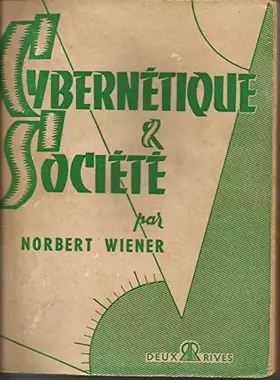 CYBERNÉTIQUE
&
SOCIÉTÉ
par
NORBERT WIENER
DEUX RIVES